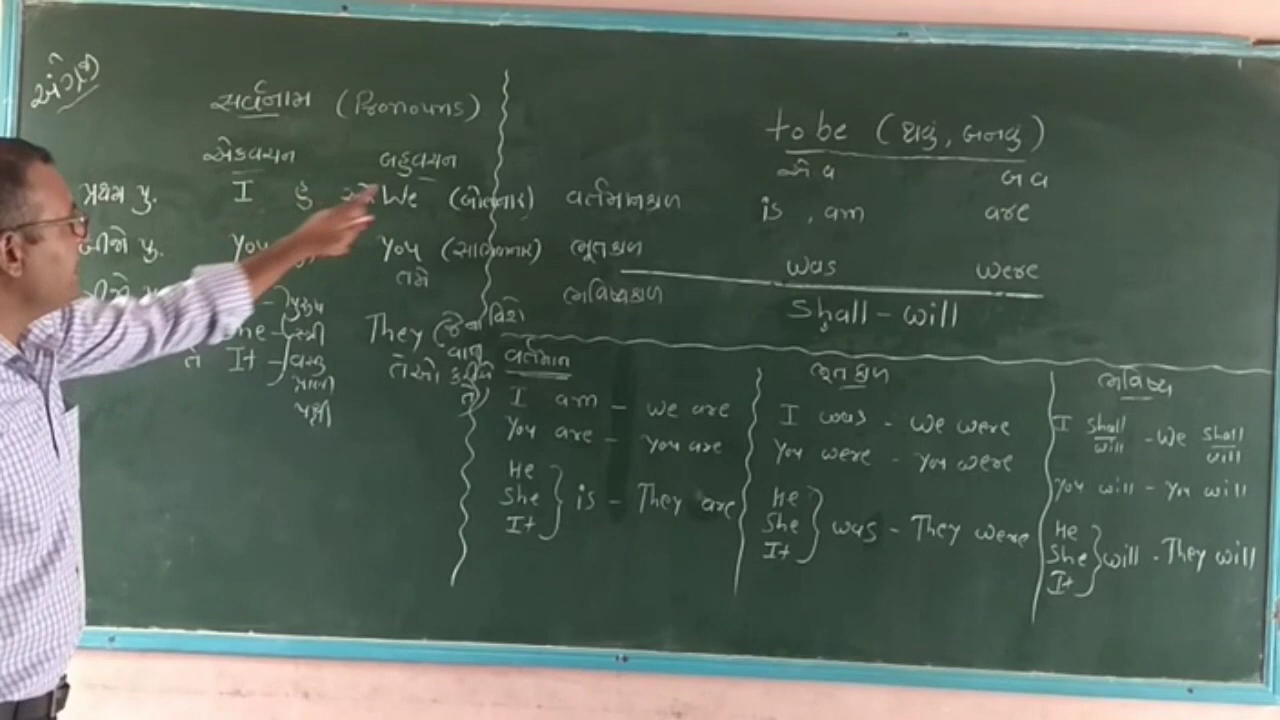 અંગ્રેજી
સર્વનામ (Pronouns)
એકવચન બહુવચન
પ્રથમ પુ. I હું We (બોલનાર)
બીજો પુ. You You (સાંભળનાર)
તમે
પુરુષ
She - સ્ત્રી They (જેના વિશે
તે It - વસ્તુ તેઓ વાત કરીએ
પ્રાણી તે)
પક્ષી
to be (થવું, બનવું)
એ વ બ વ
વર્તમાનકાળ is , am are
ભૂતકાળ was were
ભવિષ્યકાળ Shall - will
વર્તમાન
I am - we are
You are - you are
He
She } is - They are
It
ભૂતકાળ
I was - We were
You were - You were
He
She } was - They were
It
ભવિષ્ય
I shall - We shall
will will
You will - You will
He
She } will - They will
It